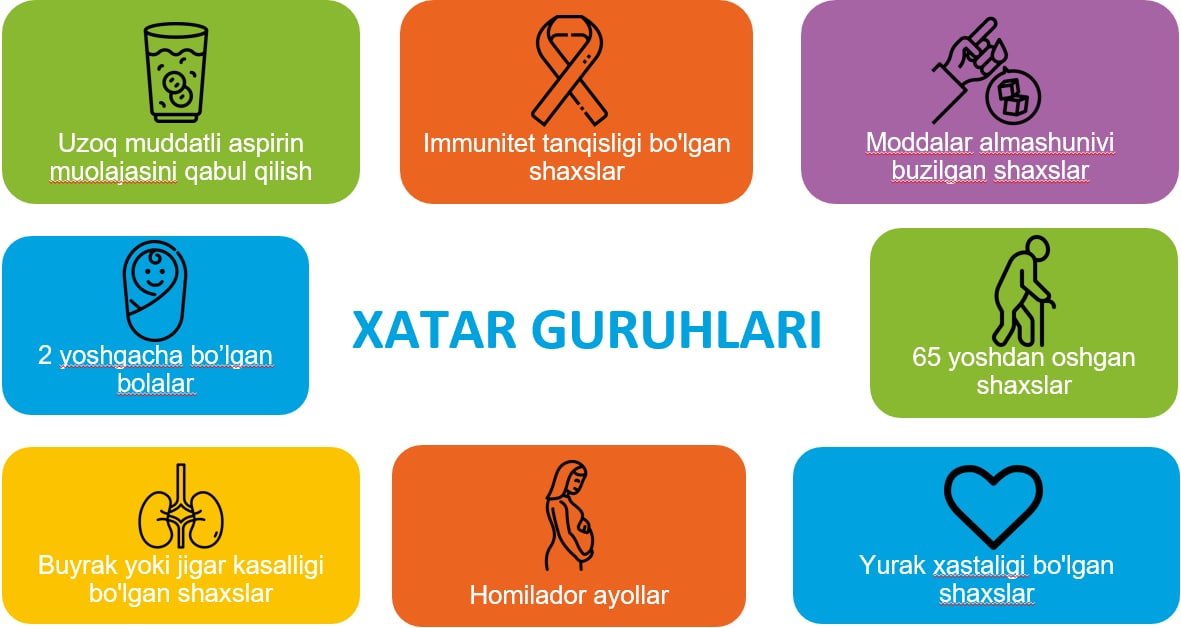 Uzoq muddatli aspirin
muolajasini qabul qilish
Immunitet tanqisligi bo'lgan
shaxslar
Moddalar almashunivi
buzilgan shaxslar
2 yoshgacha bo’lgan
bolalar
XATAR GURUHLARI
65 yoshdan oshgan
shaxslar
Buyrak yoki jigar kasalligi
bo'lgan shaxslar
Homilador ayollar
Yurak xastaligi bo'lgan
shaxslar